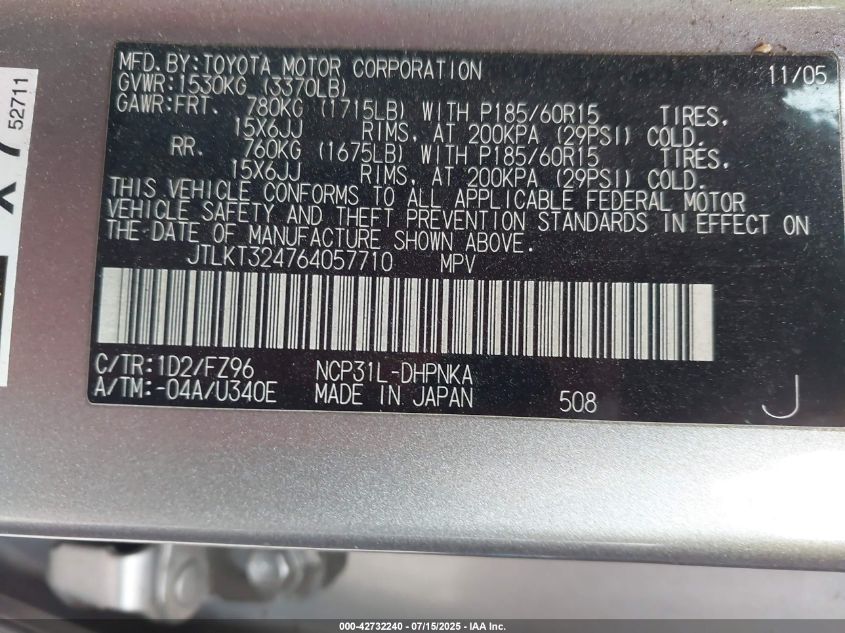 MFD. BY: TOYOTA MOTOR CORPORATION 11/05
GVWR: 1530KG (3370LB)
GAWR: FRT. 780KG (1715LB) WITH P185/60R15 TIRES,
15X6JJ RIMS, AT 200KPA (29PSI) COLD.
RR. 760KG (1675LB) WITH P185/60R15 TIRES,
15X6JJ RIMS, AT 200KPA (29PSI) COLD.
THIS VEHICLE CONFORMS TO ALL APPLICABLE FEDERAL MOTOR
VEHICLE SAFETY AND THEFT PREVENTION STANDARDS IN EFFECT ON
THE DATE OF MANUFACTURE SHOWN ABOVE.
JTLKT324764057710 MPV
C/TR: 1D2/FZ96 NCP31L-DHPNKA
A/TM: -04A/U340E MADE IN JAPAN 508 J
X 7 52711
000-42732240 - 07/15/2025 - IAA Inc.